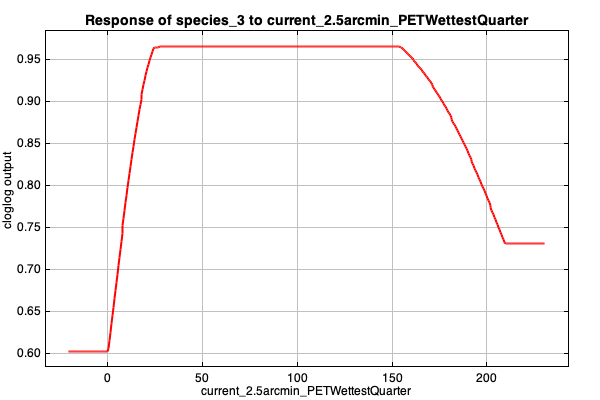 Response of species_3 to current_2.5arcmin_PETWettestQuarter
0.95
0.90
0.85
0.80
0.75
0.70
0.65
0.60
cloglog output
0 50 100 150 200
current_2.5arcmin_PETWettestQuarter